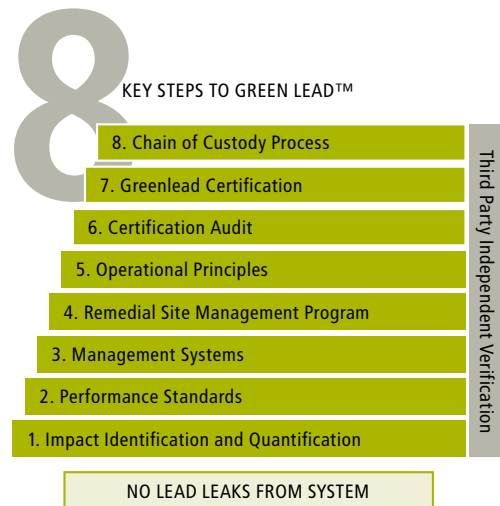 8
KEY STEPS TO GREEN LEAD™
8. Chain of Custody Process
7. Greenlead Certification
6. Certification Audit
5. Operational Principles
4. Remedial Site Management Program
3. Management Systems
2. Performance Standards
1. Impact Identification and Quantification
Third Party Independent Verification
NO LEAD LEAKS FROM SYSTEM